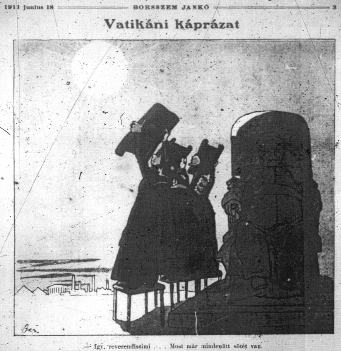 1911 junius 18
BORSSZEM JANKÓ
3
Vatikáni káprázat
— Így, reverendissimi . . . Most már mindenütt sötét van.